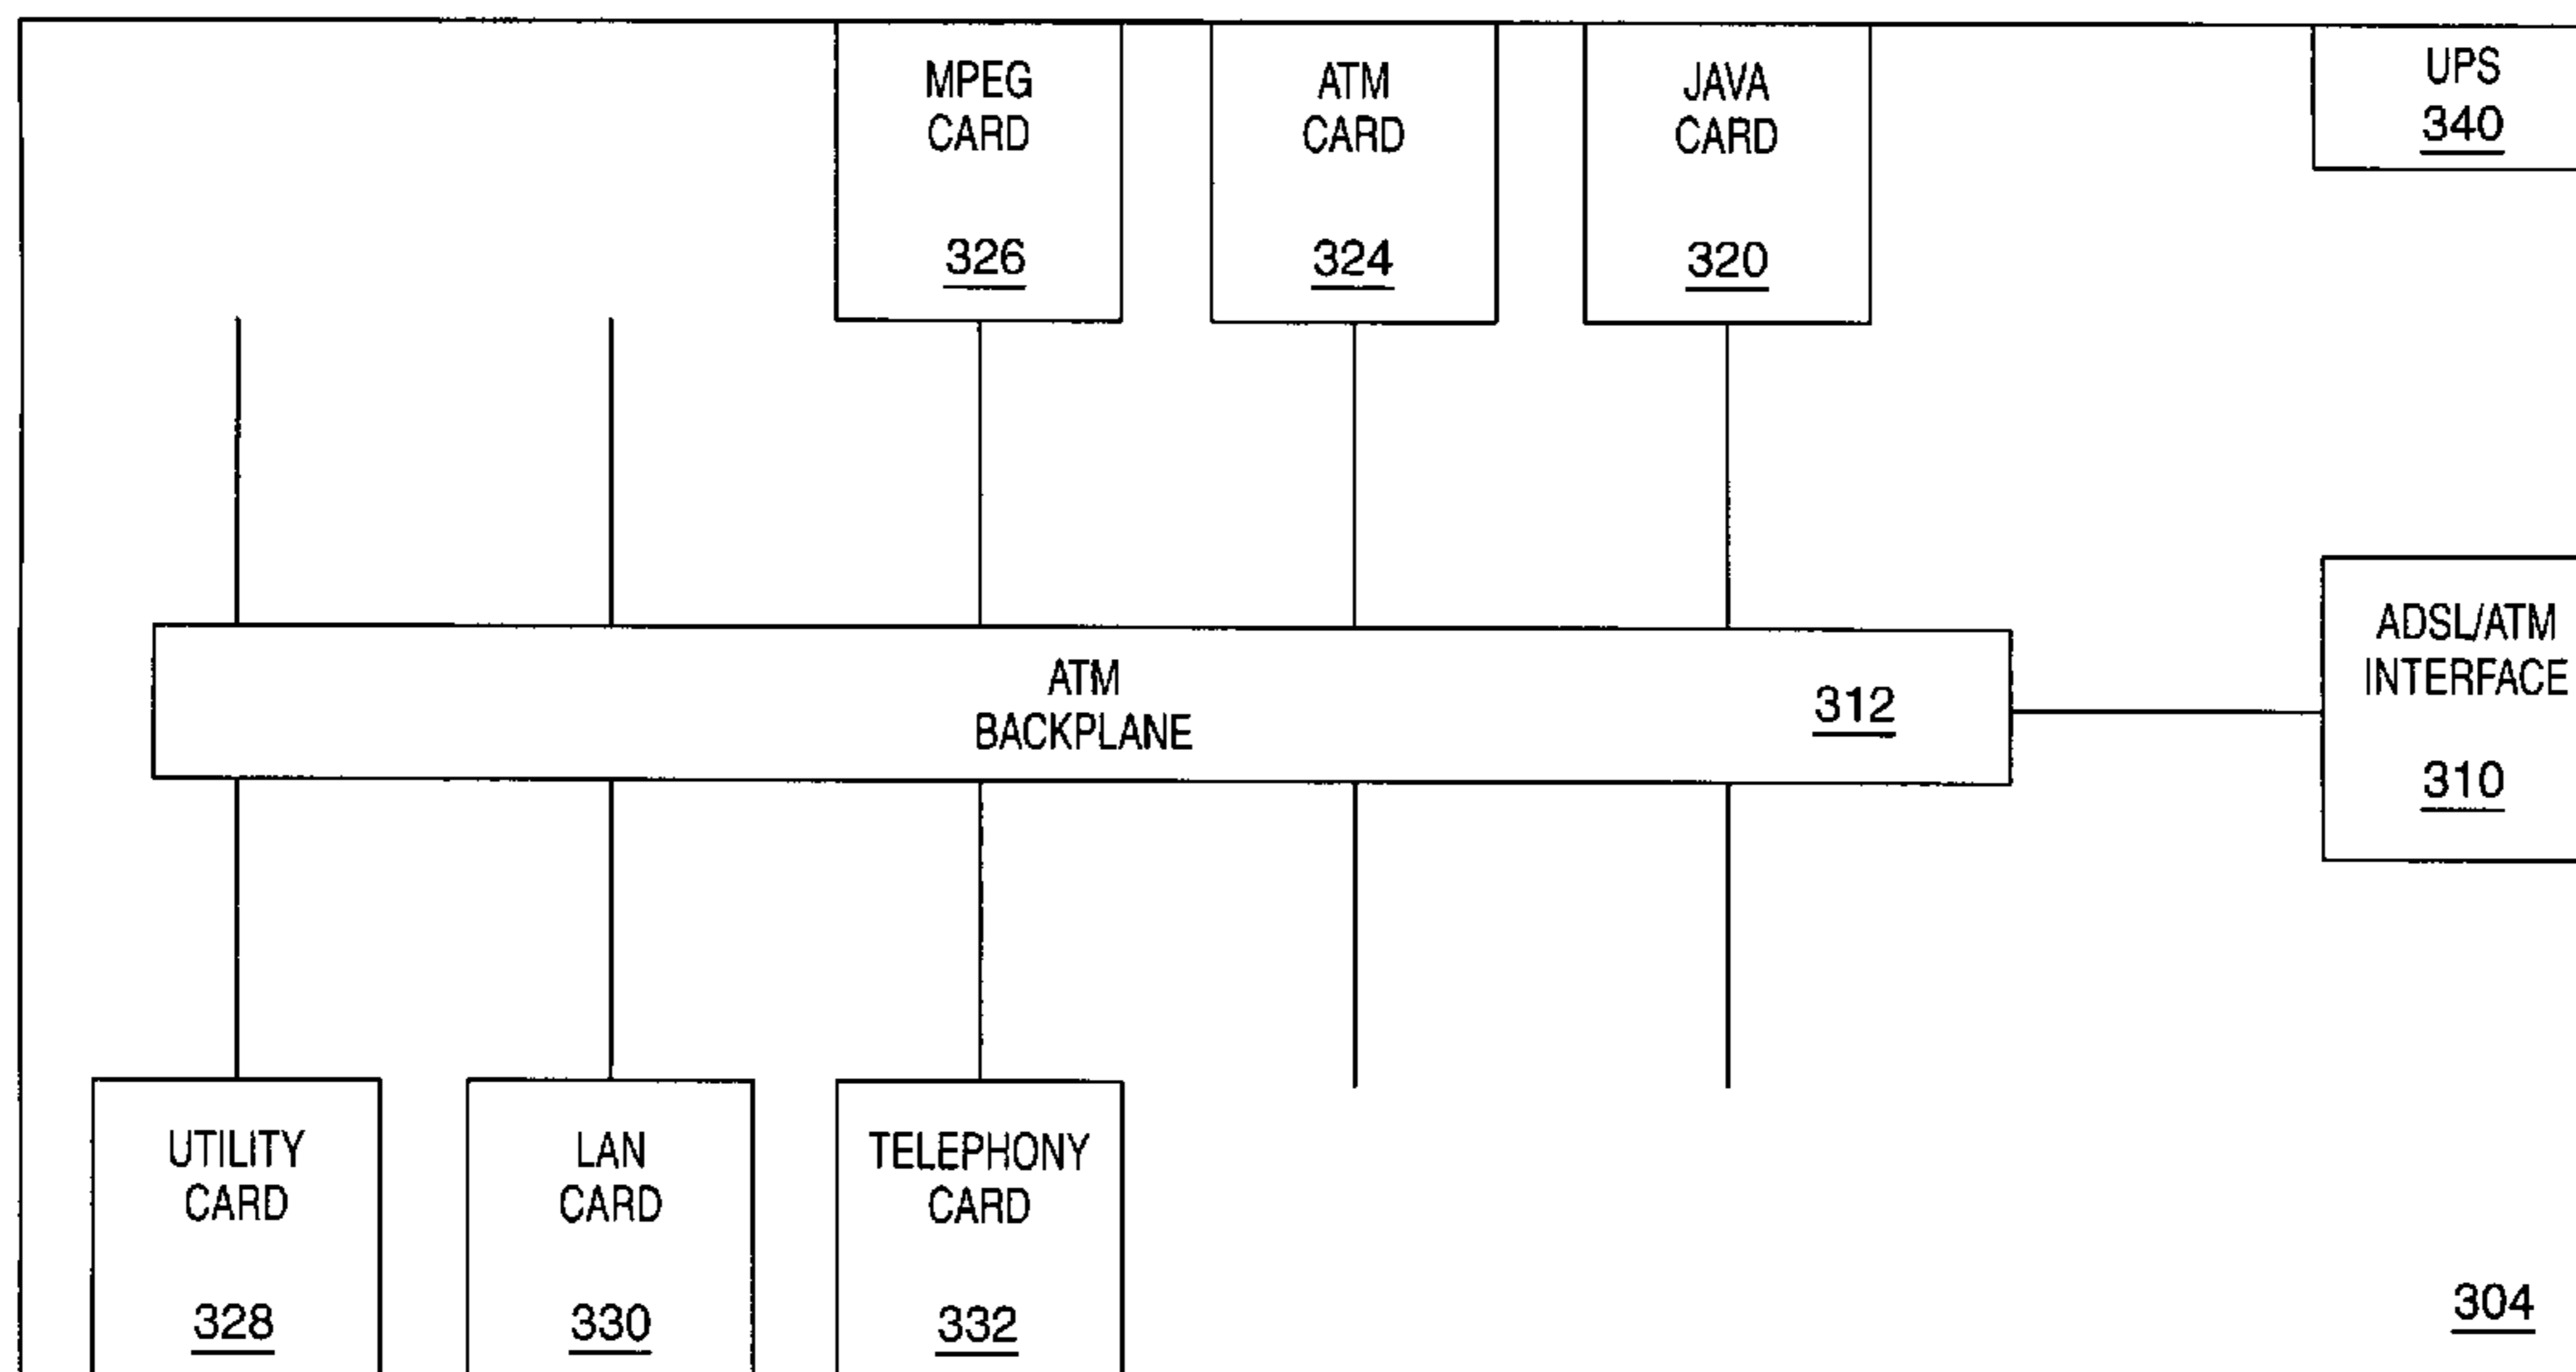 MPEG
CARD
326
ATM
CARD
324
JAVA
CARD
320
UPS
340
ATM
BACKPLANE
312
ADSL/ATM
INTERFACE
310
UTILITY
CARD
328
LAN
CARD
330
TELEPHONY
CARD
332
304